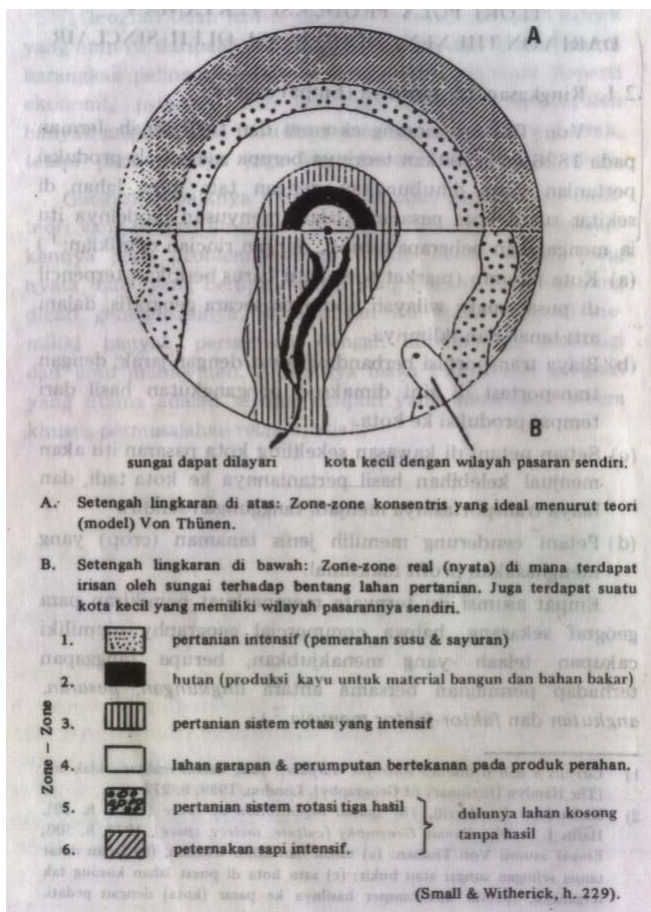 A
B
sungai dapat dilayari kota kecil dengan wilayah pasaran sendiri.
A. Setengah lingkaran di atas: Zone-zone konsentris yang ideal menurut teori
(model) Von Thünen.
B. Setengah lingkaran di bawah: Zone-zone real (nyata) di mana terdapat
irisan oleh sungai terhadap bentang lahan pertanian. Juga terdapat suatu
kota kecil yang memiliki wilayah pasarannya sendiri.
Zone – Zone
1. pertanian intensif (pemerahan susu & sayuran)
2. hutan (produksi kayu untuk material bangun dan bahan bakar)
3. pertanian sistem rotasi yang intensif
4. lahan garapan & perumputan bertekanan pada produk perahan.
5. pertanian sistem rotasi tiga hasil
6. peternakan sapi intensif.
dulunya lahan kosong
tanpa hasil
(Small & Witherick, h. 229).